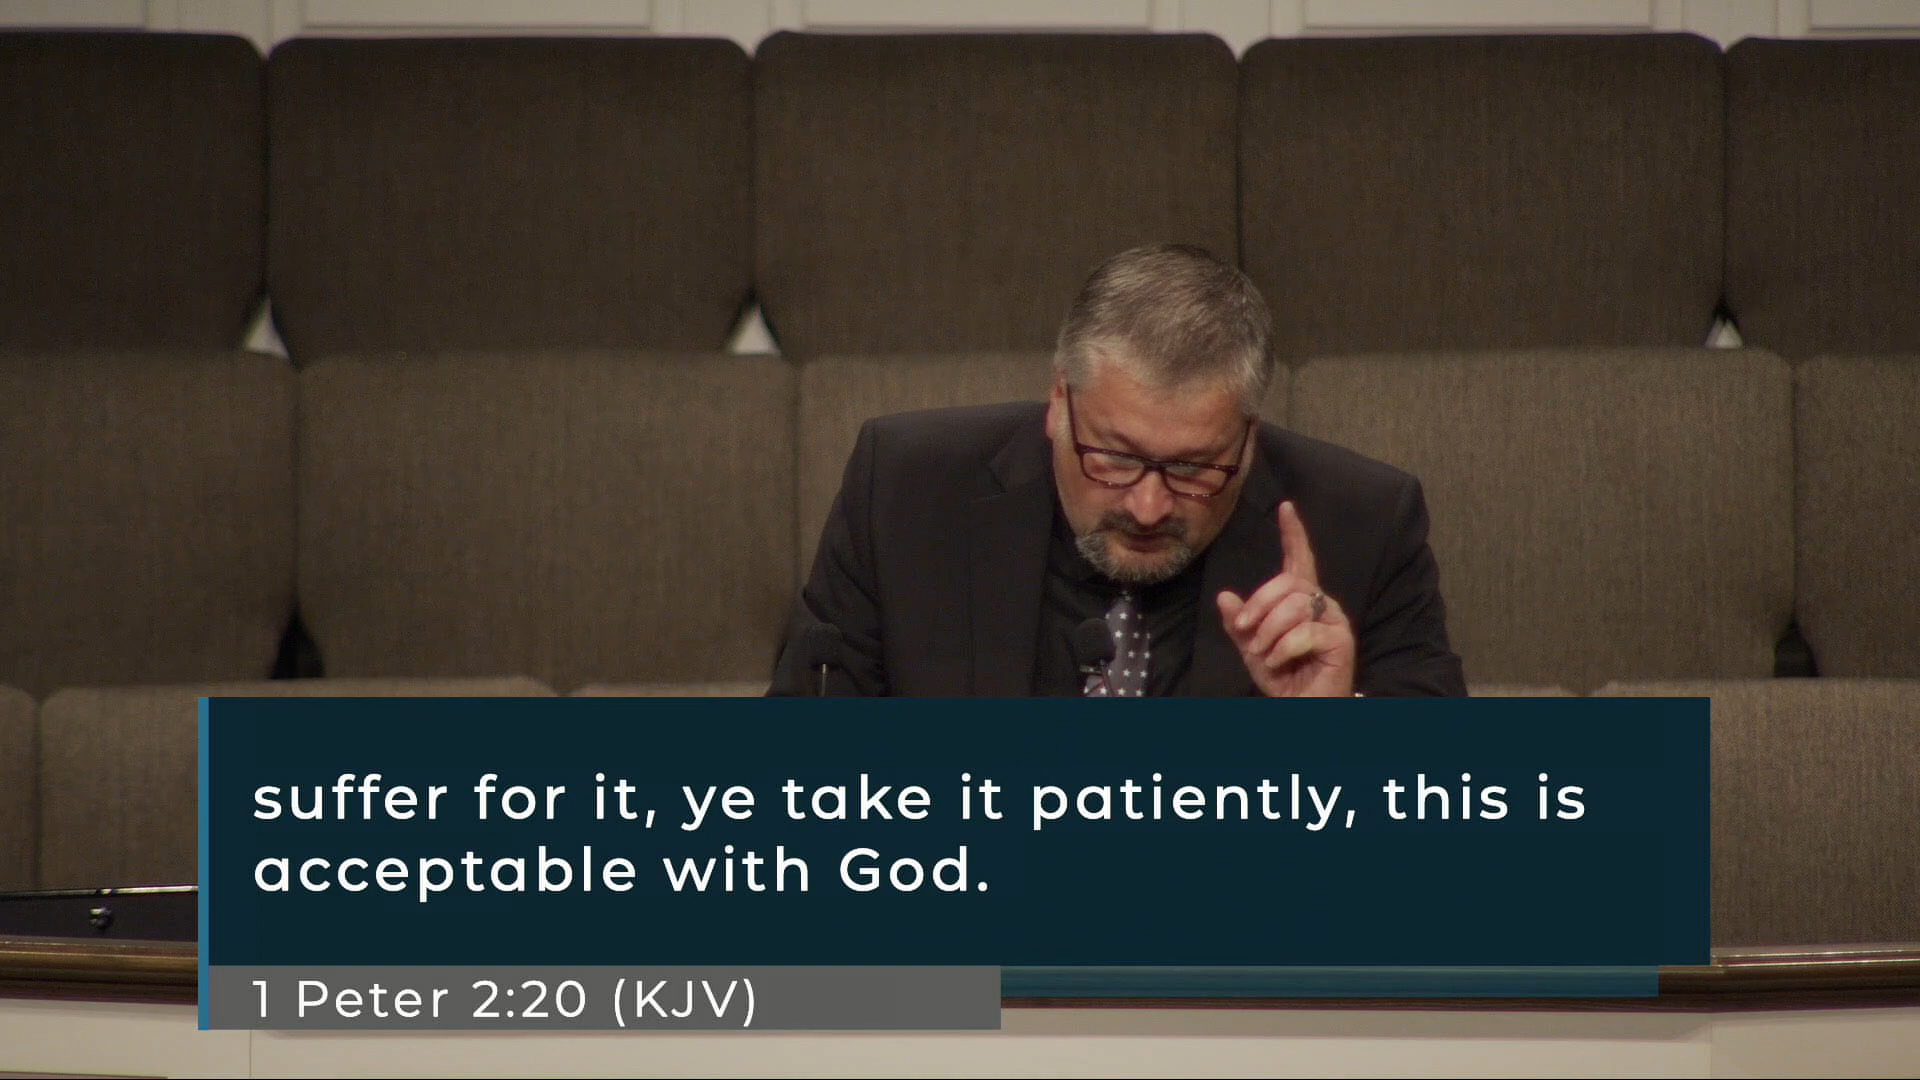 suffer for it, ye take it patiently, this is
acceptable with God.
1 Peter 2:20 (KJV)